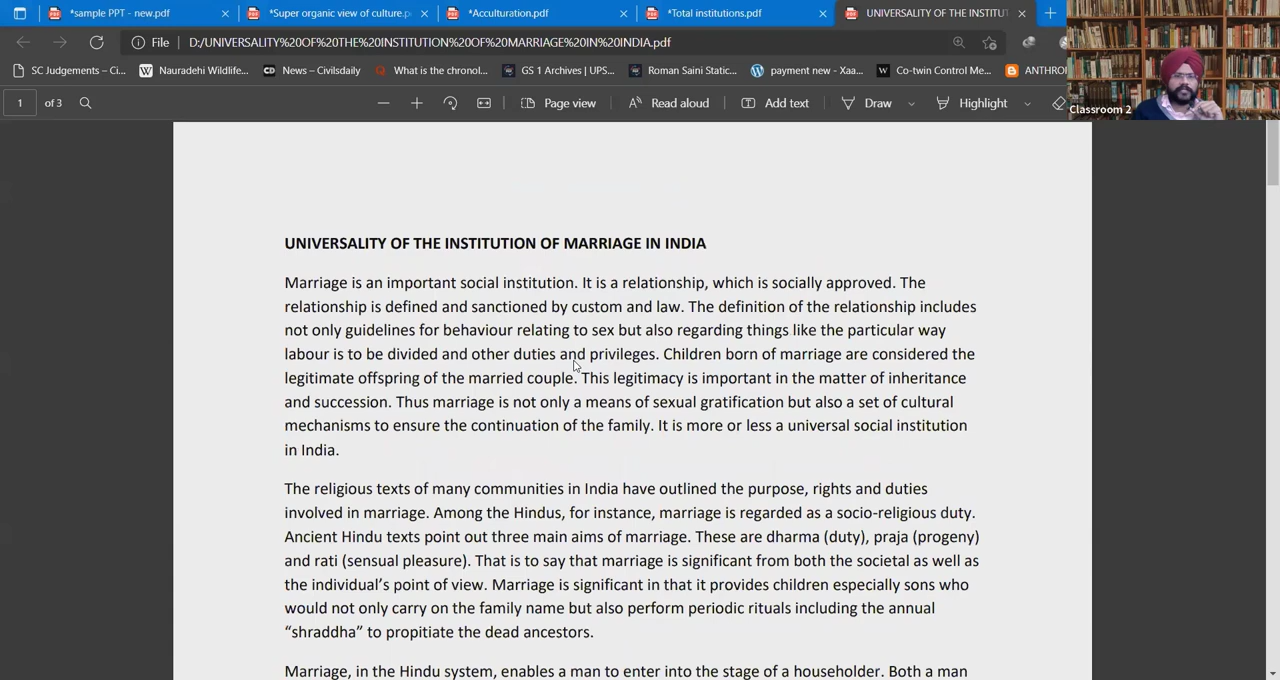 *sample PPT - new.pdf
*Super organic view of culture.p
*Acculturation.pdf
*Total institutions.pdf
UNIVERSALITY OF THE INSTITU
File
D:/UNIVERSALITY%20OF%20THE%20INSTITUTION%20OF%20MARRIAGE%20IN%20INDIA.pdf
SC Judgements – Ci...
Nauradehi Wildlife...
CD
News – Civilsdaily
What is the chronol...
GS 1 Archives | UPS...
Roman Saini Static...
payment new - Xaa...
Co-twin Control Me...
ANTHRO
1 of 3
Page view
Read aloud
Add text
Draw
Highlight
Classroom 2
UNIVERSALITY OF THE INSTITUTION OF MARRIAGE IN INDIA
Marriage is an important social institution. It is a relationship, which is socially approved. The
relationship is defined and sanctioned by custom and law. The definition of the relationship includes
not only guidelines for behaviour relating to sex but also regarding things like the particular way
labour is to be divided and other duties and privileges. Children born of marriage are considered the
legitimate offspring of the married couple. This legitimacy is important in the matter of inheritance
and succession. Thus marriage is not only a means of sexual gratification but also a set of cultural
mechanisms to ensure the continuation of the family. It is more or less a universal social institution
in India.
The religious texts of many communities in India have outlined the purpose, rights and duties
involved in marriage. Among the Hindus, for instance, marriage is regarded as a socio-religious duty.
Ancient Hindu texts point out three main aims of marriage. These are dharma (duty), praja (progeny)
and rati (sensual pleasure). That is to say that marriage is significant from both the societal as well as
the individual's point of view. Marriage is significant in that it provides children especially sons who
would not only carry on the family name but also perform periodic rituals including the annual
“shraddha” to propitiate the dead ancestors.
Marriage, in the Hindu system, enables a man to enter into the stage of a householder. Both a man